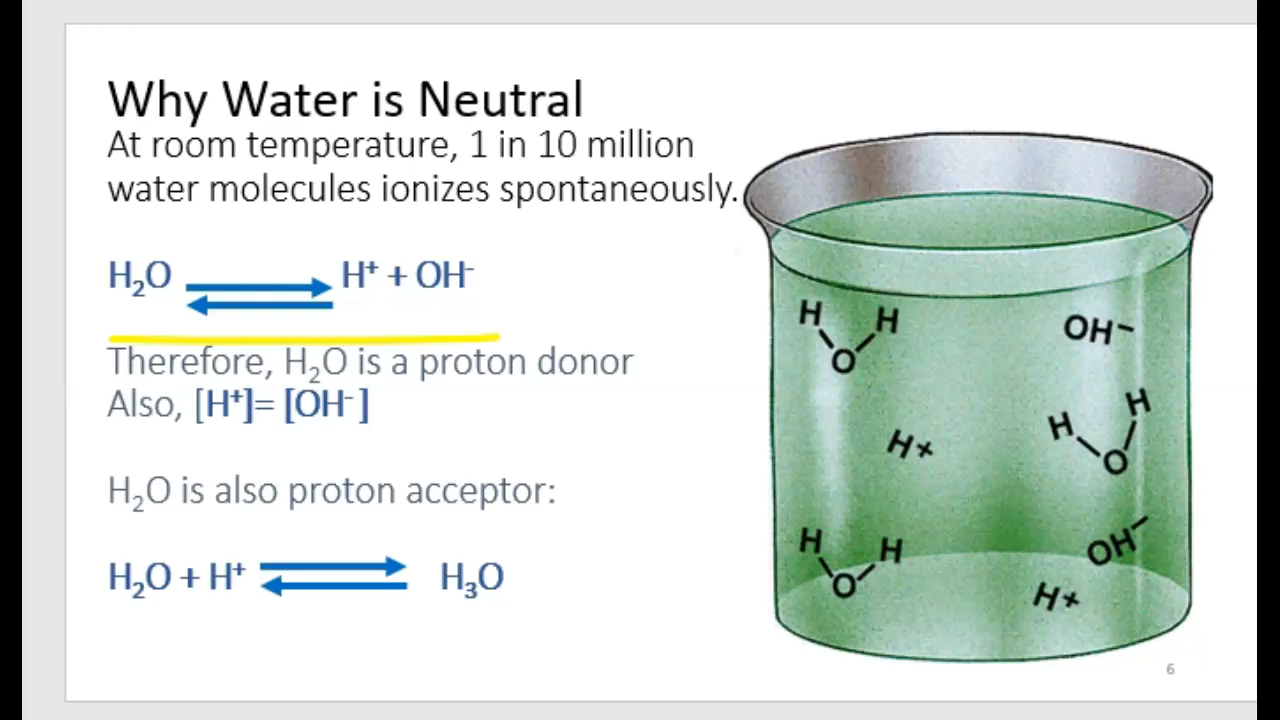 Why Water is Neutral
At room temperature, 1 in 10 million
water molecules ionizes spontaneously.
H₂O H⁺ + OH⁻
Therefore, H₂O is a proton donor
Also, [H⁺]= [OH⁻ ]
H₂O is also proton acceptor:
H₂O + H⁺ H₃O
H H
O
OH⁻
H H
O
H+
H H
O
OH⁻
H+
6